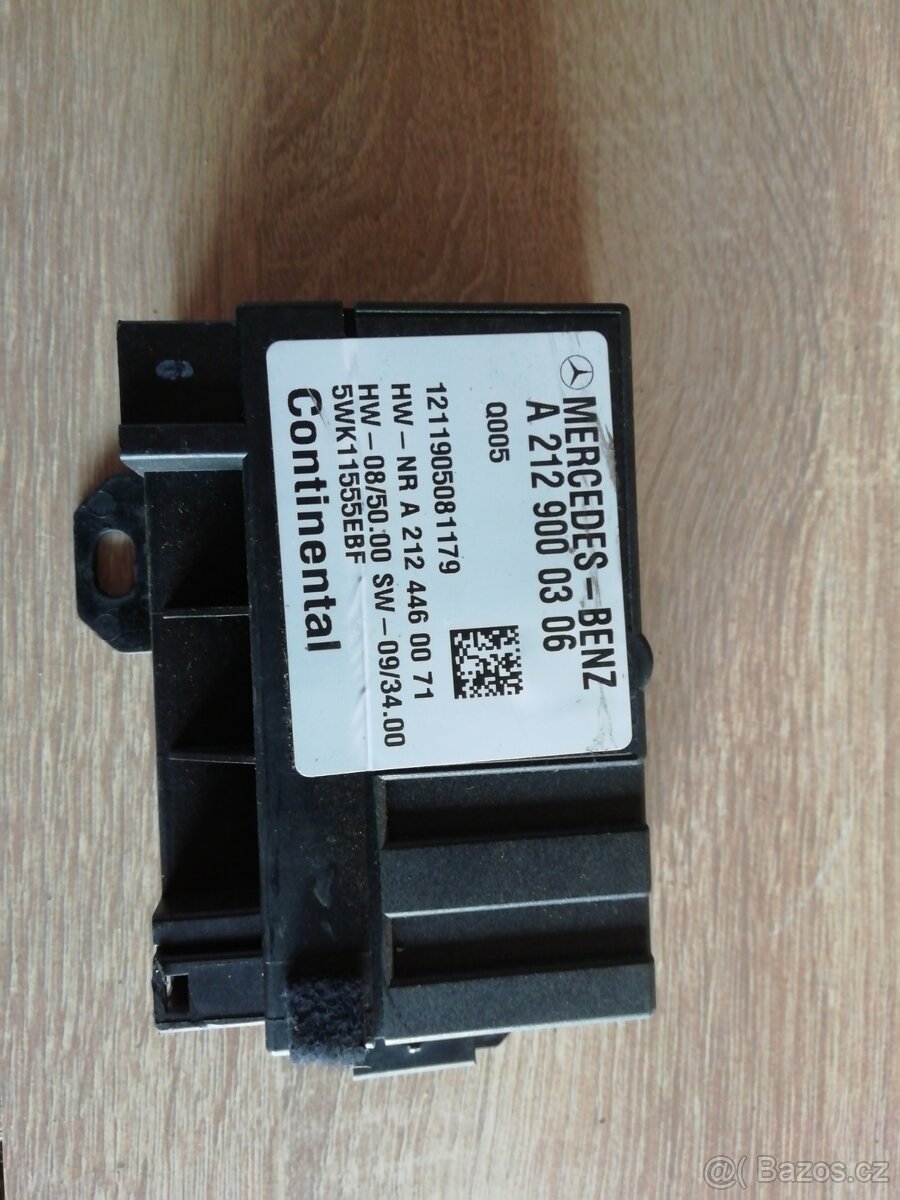 MERCEDES-BENZ
A 212 900 03 06
Q005
1211905081179
HW-NR A 212 446 00 71
HW-08/50.00 SW-09/34.00
5WK11555EBF
Continental
@( Bazos.cz